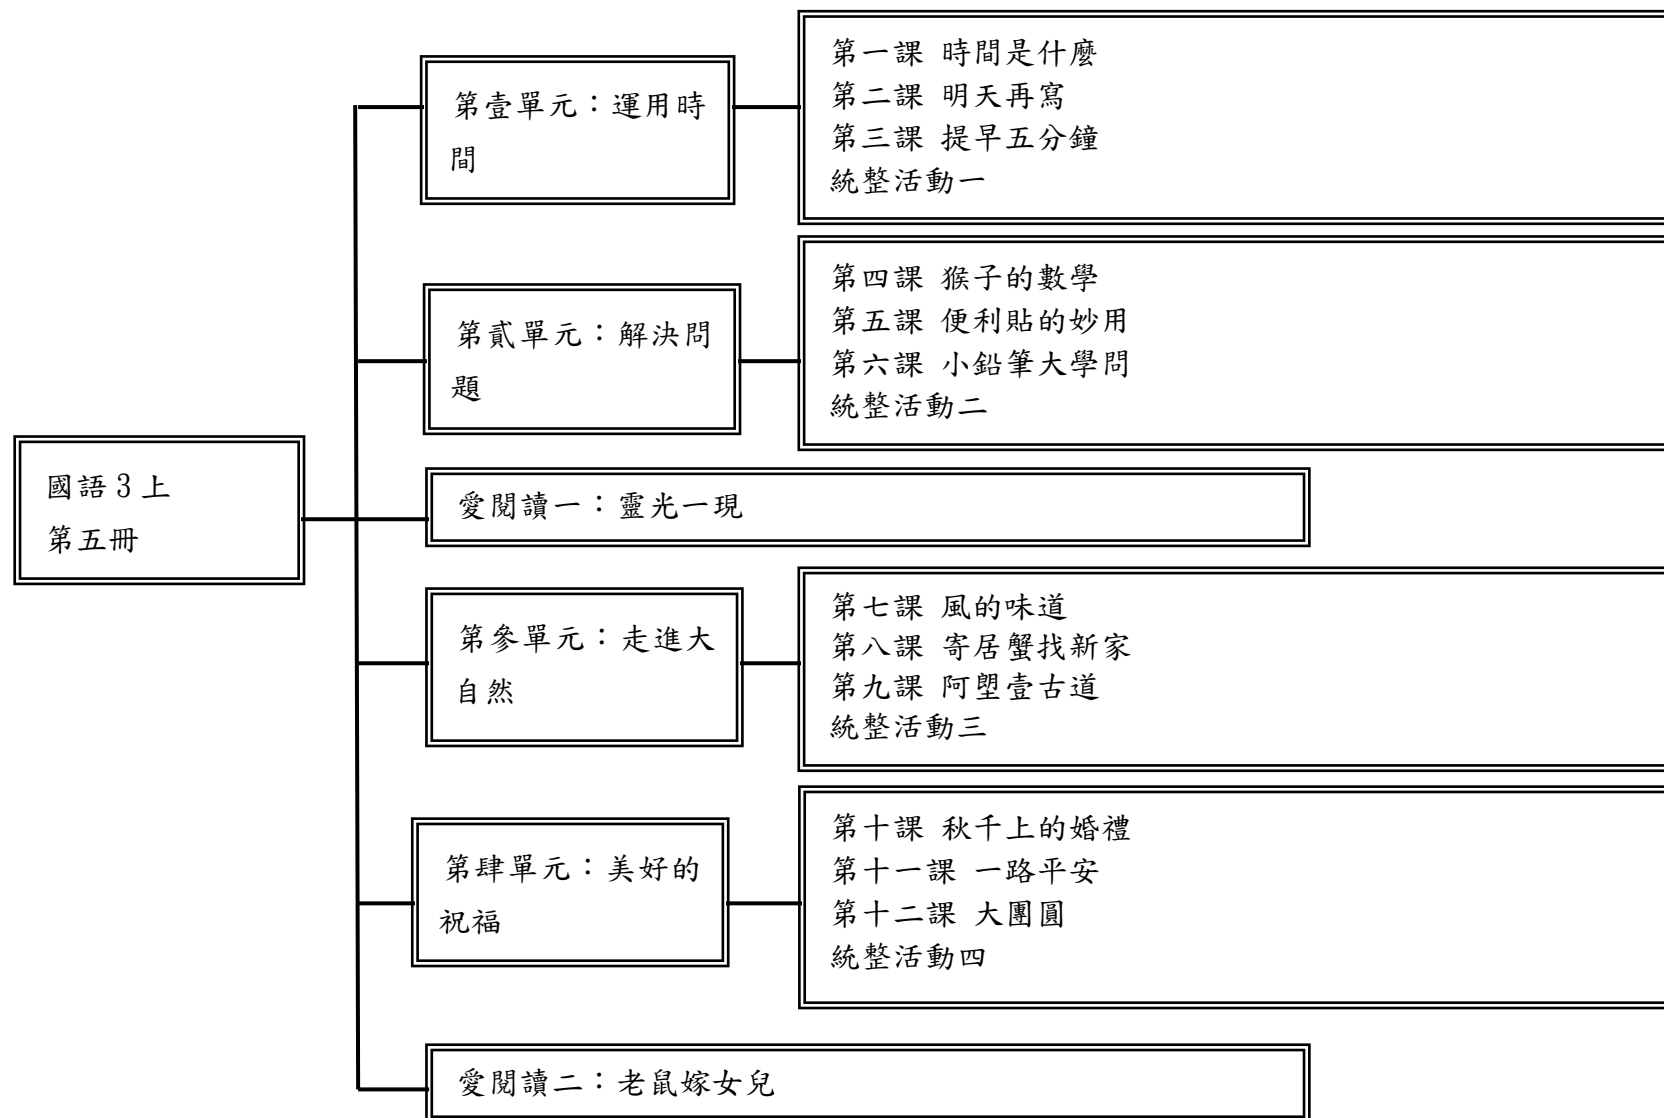 國語3上
第五冊
第壹單元：運用時
間
第一課 時間是什麼
第二課 明天再寫
第三課 提早五分鐘
統整活動一
第貳單元：解決問
題
第四課 猴子的數學
第五課 便利貼的妙用
第六課 小鉛筆大學問
統整活動二
愛閱讀一：靈光一現
第參單元：走進大
自然
第七課 風的味道
第八課 寄居蟹找新家
第九課 阿塱壹古道
統整活動三
第肆單元：美好的
祝福
第十課 秋千上的婚禮
第十一課 一路平安
第十二課 大團圓
統整活動四
愛閱讀二：老鼠嫁女兒